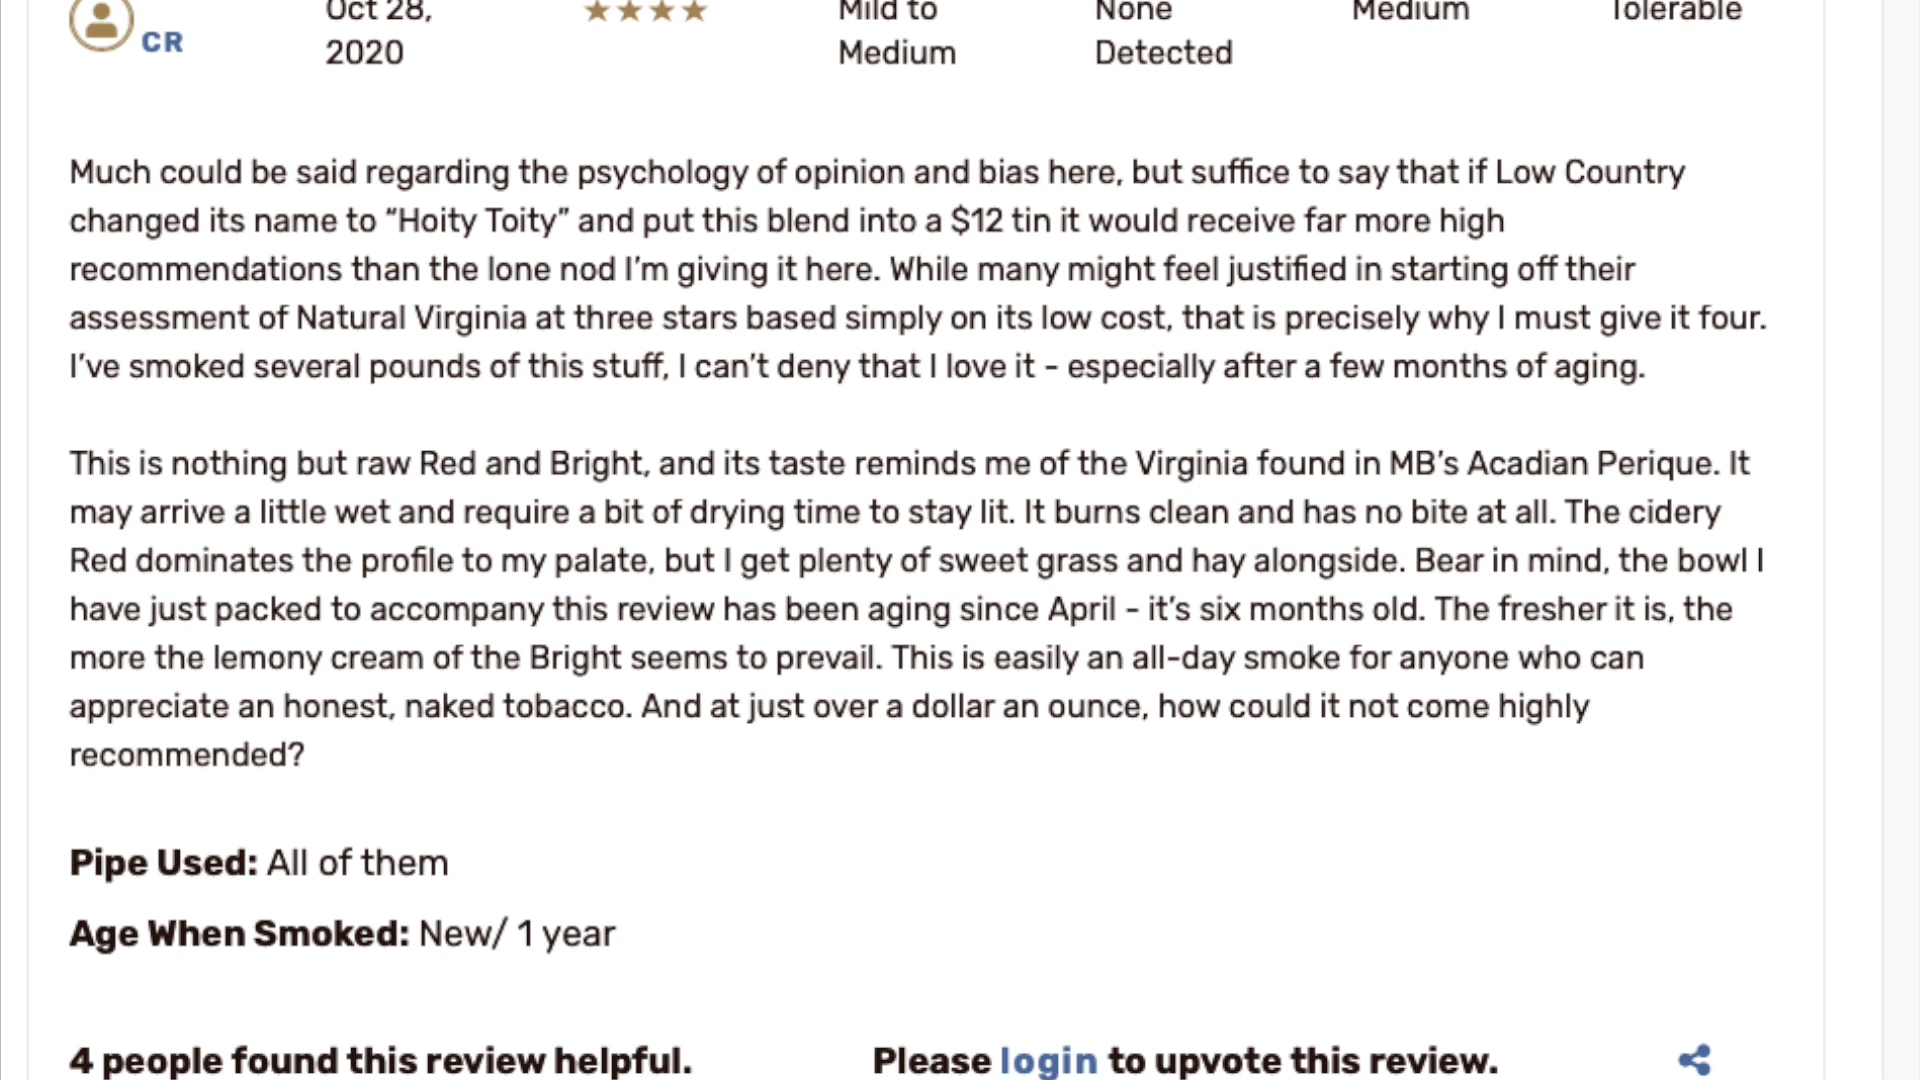 Oct 28, Mild to None Medium Tolerable
CR 2020 Medium Detected
Much could be said regarding the psychology of opinion and bias here, but suffice to say that if Low Country
changed its name to “Hoity Toity” and put this blend into a $12 tin it would receive far more high
recommendations than the lone nod I’m giving it here. While many might feel justified in starting off their
assessment of Natural Virginia at three stars based simply on its low cost, that is precisely why I must give it four.
I’ve smoked several pounds of this stuff, I can’t deny that I love it - especially after a few months of aging.
This is nothing but raw Red and Bright, and its taste reminds me of the Virginia found in MB’s Acadian Perique. It
may arrive a little wet and require a bit of drying time to stay lit. It burns clean and has no bite at all. The cidery
Red dominates the profile to my palate, but I get plenty of sweet grass and hay alongside. Bear in mind, the bowl I
have just packed to accompany this review has been aging since April - it’s six months old. The fresher it is, the
more the lemony cream of the Bright seems to prevail. This is easily an all-day smoke for anyone who can
appreciate an honest, naked tobacco. And at just over a dollar an ounce, how could it not come highly
recommended?
Pipe Used: All of them
Age When Smoked: New/ 1 year
4 people found this review helpful. Please login to upvote this review.